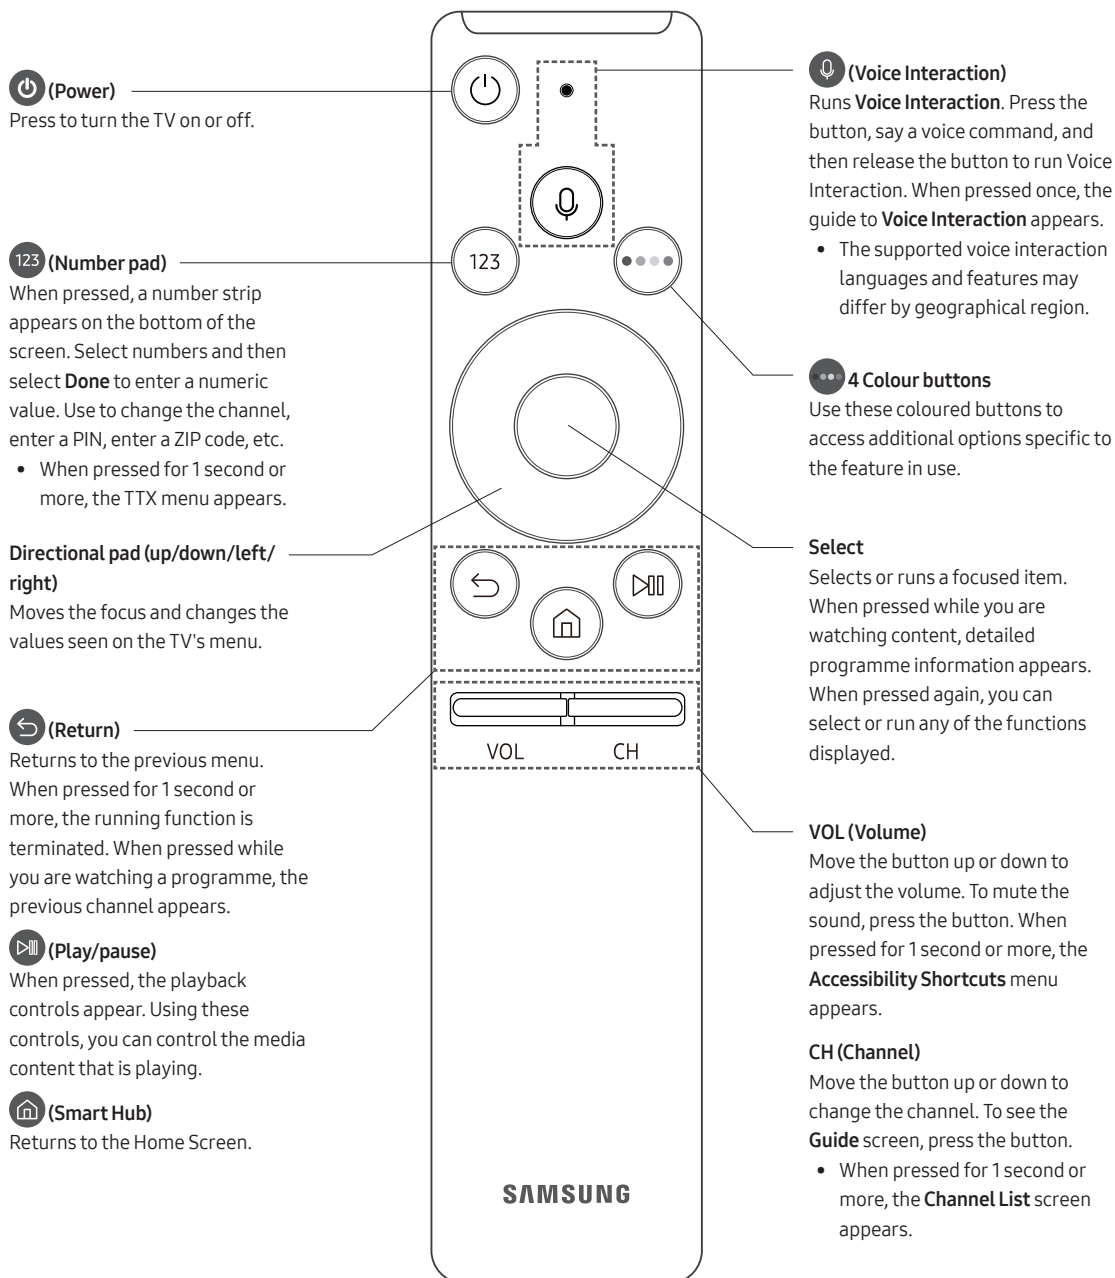 (Power)
Press to turn the TV on or off.
123 (Number pad)
When pressed, a number strip
appears on the bottom of the
screen. Select numbers and then
select Done to enter a numeric
value. Use to change the channel,
enter a PIN, enter a ZIP code, etc.
• When pressed for 1 second or
more, the TTX menu appears.
Directional pad (up/down/left/
right)
Moves the focus and changes the
values seen on the TV's menu.
(Return)
Returns to the previous menu.
When pressed for 1 second or
more, the running function is
terminated. When pressed while
you are watching a programme, the
previous channel appears.
(Play/pause)
When pressed, the playback
controls appear. Using these
controls, you can control the media
content that is playing.
(Smart Hub)
Returns to the Home Screen.
123
VOL CH
SAMSUNG
(Voice Interaction)
Runs Voice Interaction. Press the
button, say a voice command, and
then release the button to run Voice
Interaction. When pressed once, the
guide to Voice Interaction appears.
• The supported voice interaction
languages and features may
differ by geographical region.
4 Colour buttons
Use these coloured buttons to
access additional options specific to
the feature in use.
Select
Selects or runs a focused item.
When pressed while you are
watching content, detailed
programme information appears.
When pressed again, you can
select or run any of the functions
displayed.
VOL (Volume)
Move the button up or down to
adjust the volume. To mute the
sound, press the button. When
pressed for 1 second or more, the
Accessibility Shortcuts menu
appears.
CH (Channel)
Move the button up or down to
change the channel. To see the
Guide screen, press the button.
• When pressed for 1 second or
more, the Channel List screen
appears.